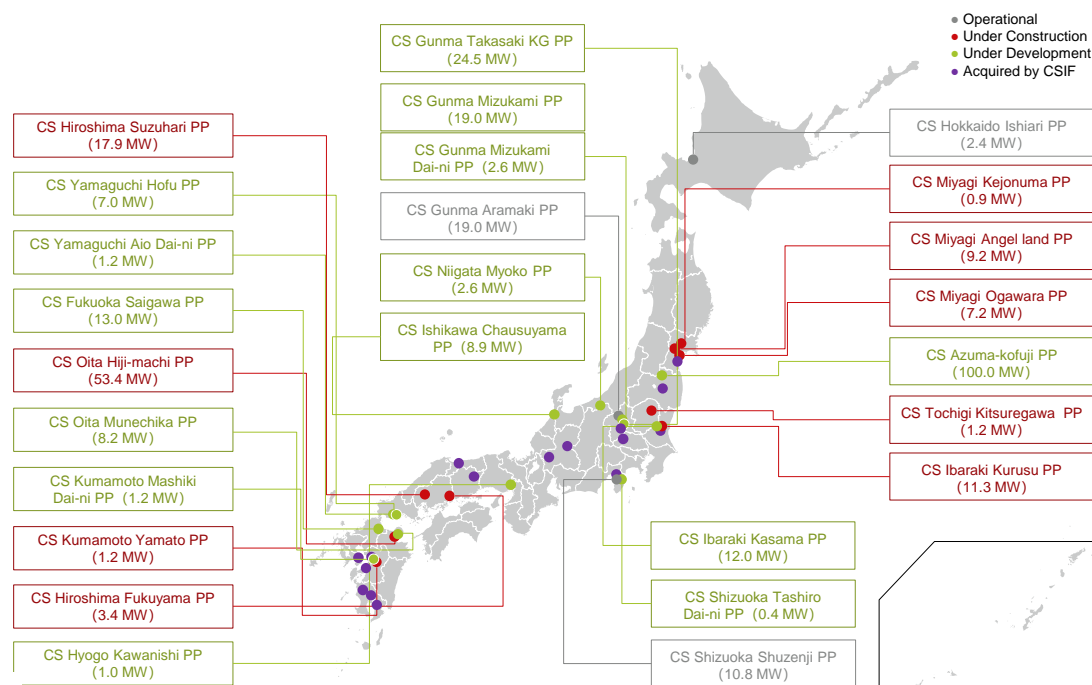 Operational
Under Construction
Under Development
Acquired by CSIF
CS Hiroshima Suzuhari PP
(17.9 MW)
CS Yamaguchi Hofu PP
(7.0 MW)
CS Yamaguchi Aio Dai-ni PP
(1.2 MW)
CS Fukuoka Saigawa PP
(13.0 MW)
CS Oita Hiji-machi PP
(53.4 MW)
CS Oita Munechika PP
(8.2 MW)
CS Kumamoto Mashiki
Dai-ni PP (1.2 MW)
CS Kumamoto Yamato PP
(1.2 MW)
CS Hiroshima Fukuyama PP
(3.4 MW)
CS Hyogo Kawanishi PP
(1.0 MW)
CS Gunma Takasaki KG PP
(24.5 MW)
CS Gunma Mizukami PP
(19.0 MW)
CS Gunma Mizukami
Dai-ni PP (2.6 MW)
CS Gunma Aramaki PP
(19.0 MW)
CS Niigata Myoko PP
(2.6 MW)
CS Ishikawa Chausuyama
PP (8.9 MW)
CS Hokkaido Ishiari PP
(2.4 MW)
CS Miyagi Kejonuma PP
(0.9 MW)
CS Miyagi Angel land PP
(9.2 MW)
CS Miyagi Ogawara PP
(7.2 MW)
CS Azuma-kofuji PP
(100.0 MW)
CS Tochigi Kitsuregawa PP
(1.2 MW)
CS Ibaraki Kurusu PP
(11.3 MW)
CS Ibaraki Kasama PP
(12.0 MW)
CS Shizuoka Tashiro
Dai-ni PP (0.4 MW)
CS Shizuoka Shuzenji PP
(10.8 MW)